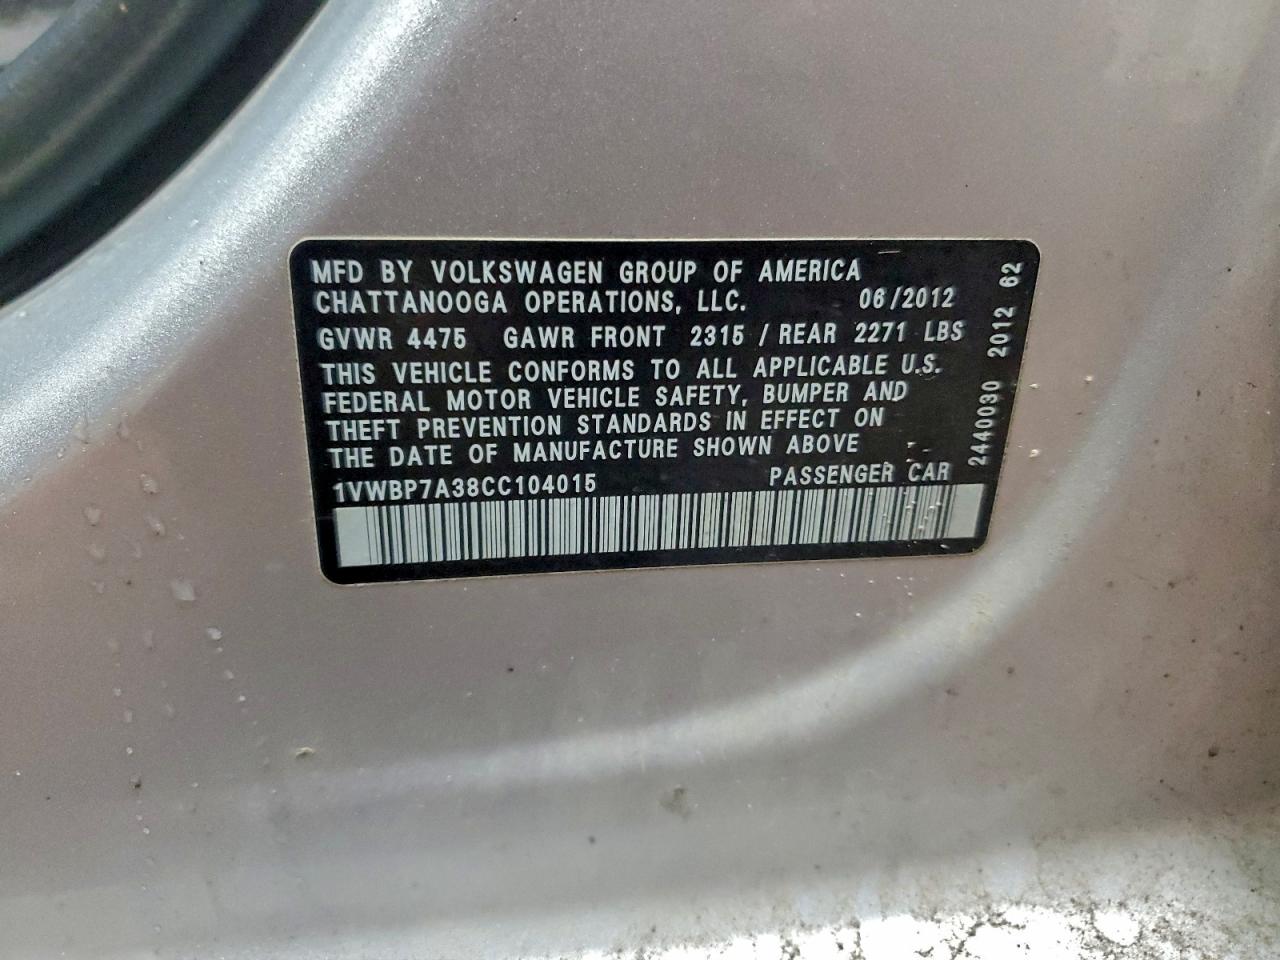 MFD BY VOLKSWAGEN GROUP OF AMERICA
CHATTANOOGA OPERATIONS, LLC. 06/2012
GVWR 4475 GAWR FRONT 2315 / REAR 2271 LBS
THIS VEHICLE CONFORMS TO ALL APPLICABLE U.S.
FEDERAL MOTOR VEHICLE SAFETY, BUMPER AND
THEFT PREVENTION STANDARDS IN EFFECT ON
THE DATE OF MANUFACTURE SHOWN ABOVE
1VWBP7A38CC104015 PASSENGER CAR
2440030 2012 62